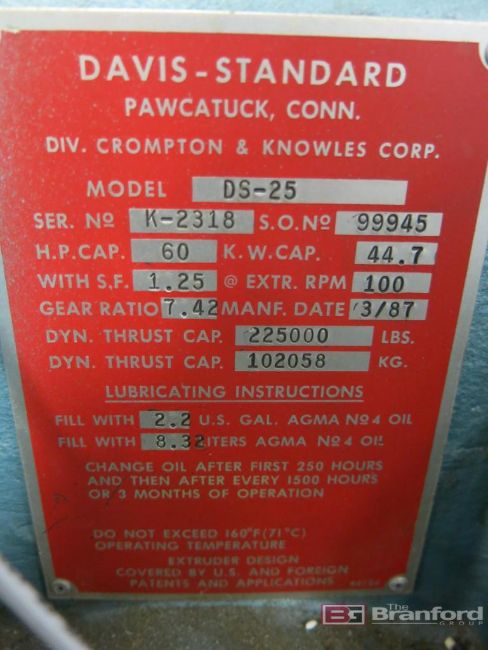 DAVIS-STANDARD
PAWCATUCK, CONN.
DIV. CROMPTON & KNOWLES CORP.
MODEL DS-25
SER. Nº K-2318 S.O.Nº 99945
H.P.CAP. 60 K.W.CAP. 44.7
WITH S.F. 1.25 @ EXTR. RPM 100
GEAR RATIO 7.42 MANF. DATE 3/87
DYN. THRUST CAP. 225000 LBS.
DYN. THRUST CAP. 102058 KG.
LUBRICATING INSTRUCTIONS
FILL WITH 2.2 U.S. GAL. AGMA Nº4 OIL
FILL WITH 8.32 ITERS AGMA Nº4 OIL
CHANGE OIL AFTER FIRST 250 HOURS
AND THEN AFTER EVERY 1500 HOURS
OR 3 MONTHS OF OPERATION
DO NOT EXCEED 160°F(71°C)
OPERATING TEMPERATURE
EXTRUDER DESIGN
COVERED BY U.S. AND FOREIGN
PATENTS AND APPLICATIONS
BG The Branford GROUP